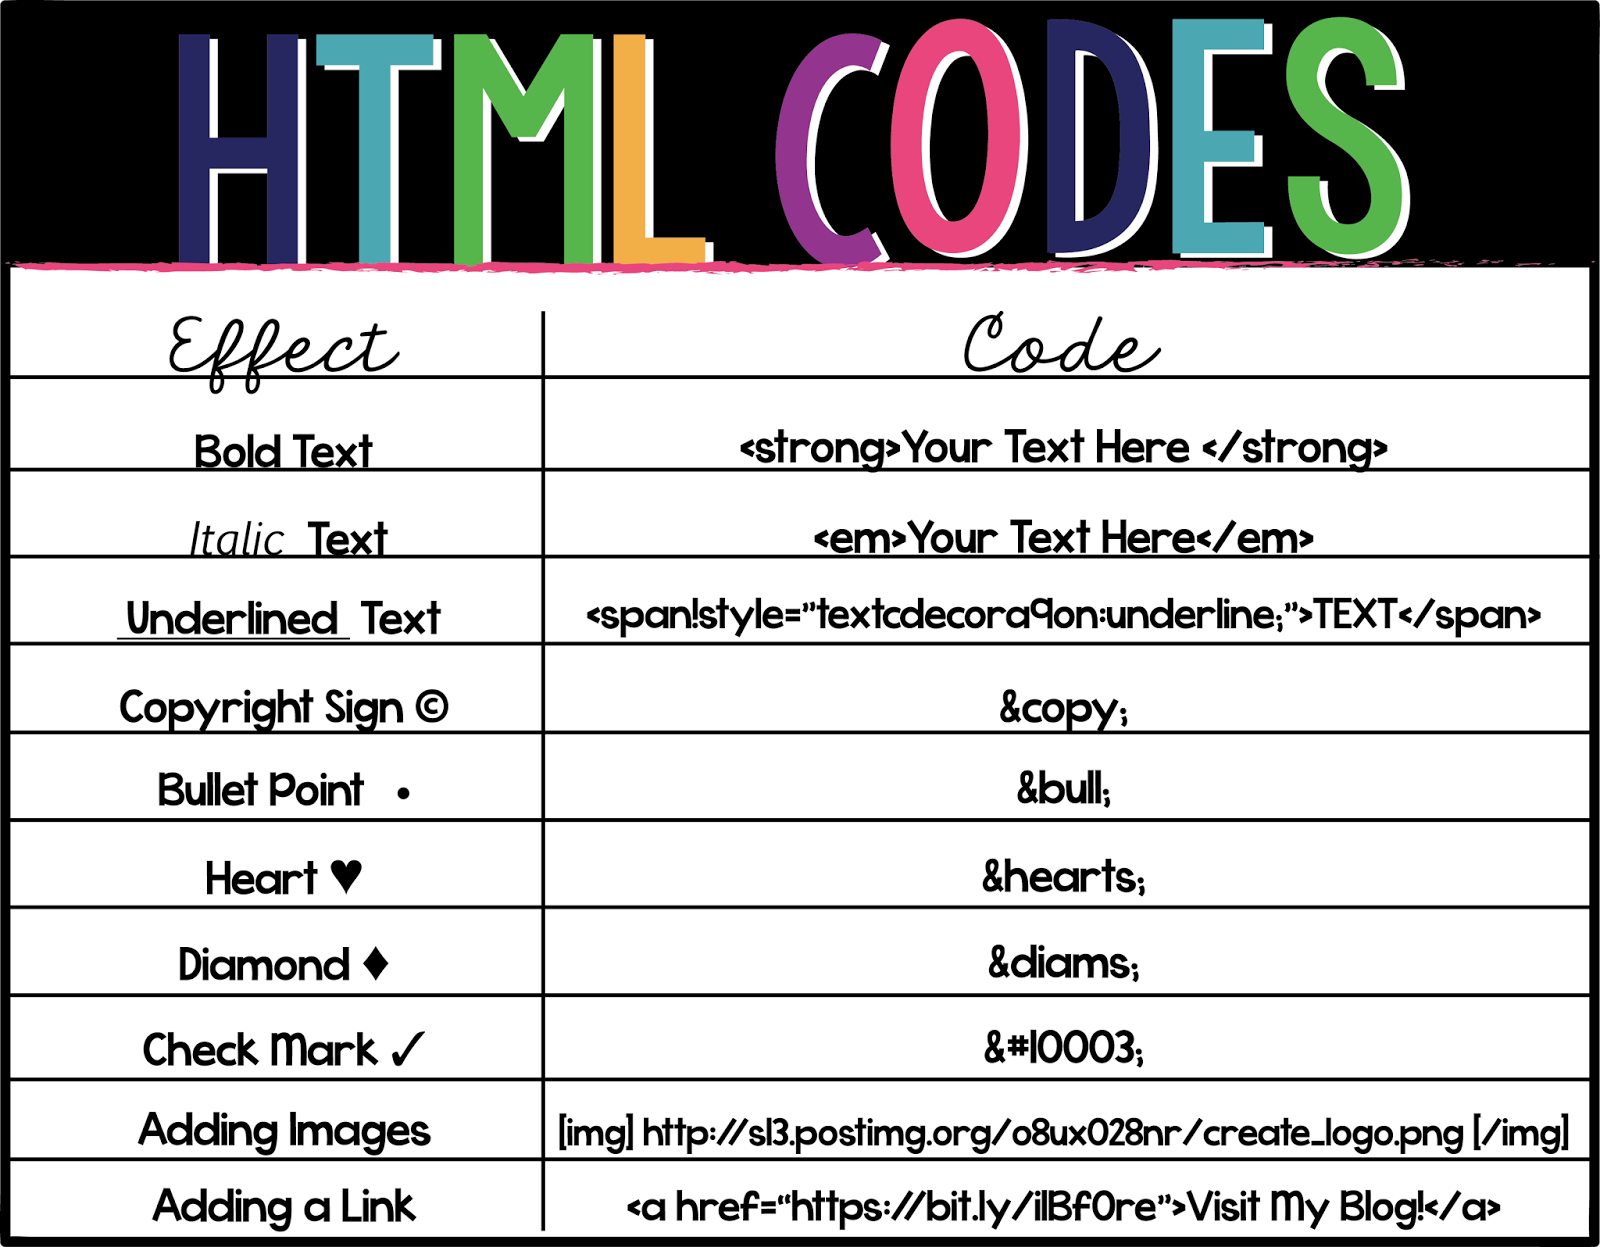 HTML CODES
Effect Code
Bold Text <strong>Your Text Here </strong>
Italic Text <em>Your Text Here</em>
Underlined Text <span!style="textcdecora9on:underline;">TEXT</span>
Copyright Sign © &copy;
Bullet Point • &bull;
Heart ♥ &hearts;
Diamond ♦ &diams;
Check Mark ✓ &#10003;
Adding Images [img] http://s13.postimg.org/o8ux028nr/create_logo.png [/img]
Adding a Link <a href=“https://bit.ly/ilBf0re”>Visit My Blog!</a>